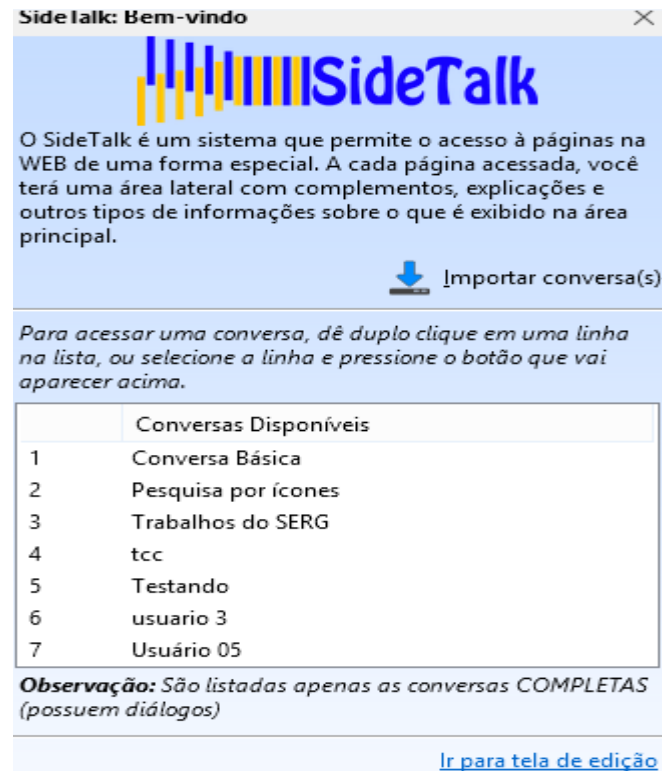 SideTalk: Bem-vindo
SideTalk
O SideTalk é um sistema que permite o acesso à páginas na
WEB de uma forma especial. A cada página acessada, você
terá uma área lateral com complementos, explicações e
outros tipos de informações sobre o que é exibido na área
principal.
Importar conversa(s)
Para acessar uma conversa, dê duplo clique em uma linha
na lista, ou selecione a linha e pressione o botão que vai
aparecer acima.
Conversas Disponíveis
1 Conversa Básica
2 Pesquisa por ícones
3 Trabalhos do SERG
4 tcc
5 Testando
6 usuario 3
7 Usuário 05
Observação: São listadas apenas as conversas COMPLETAS
(possuem diálogos)
Ir para tela de edição